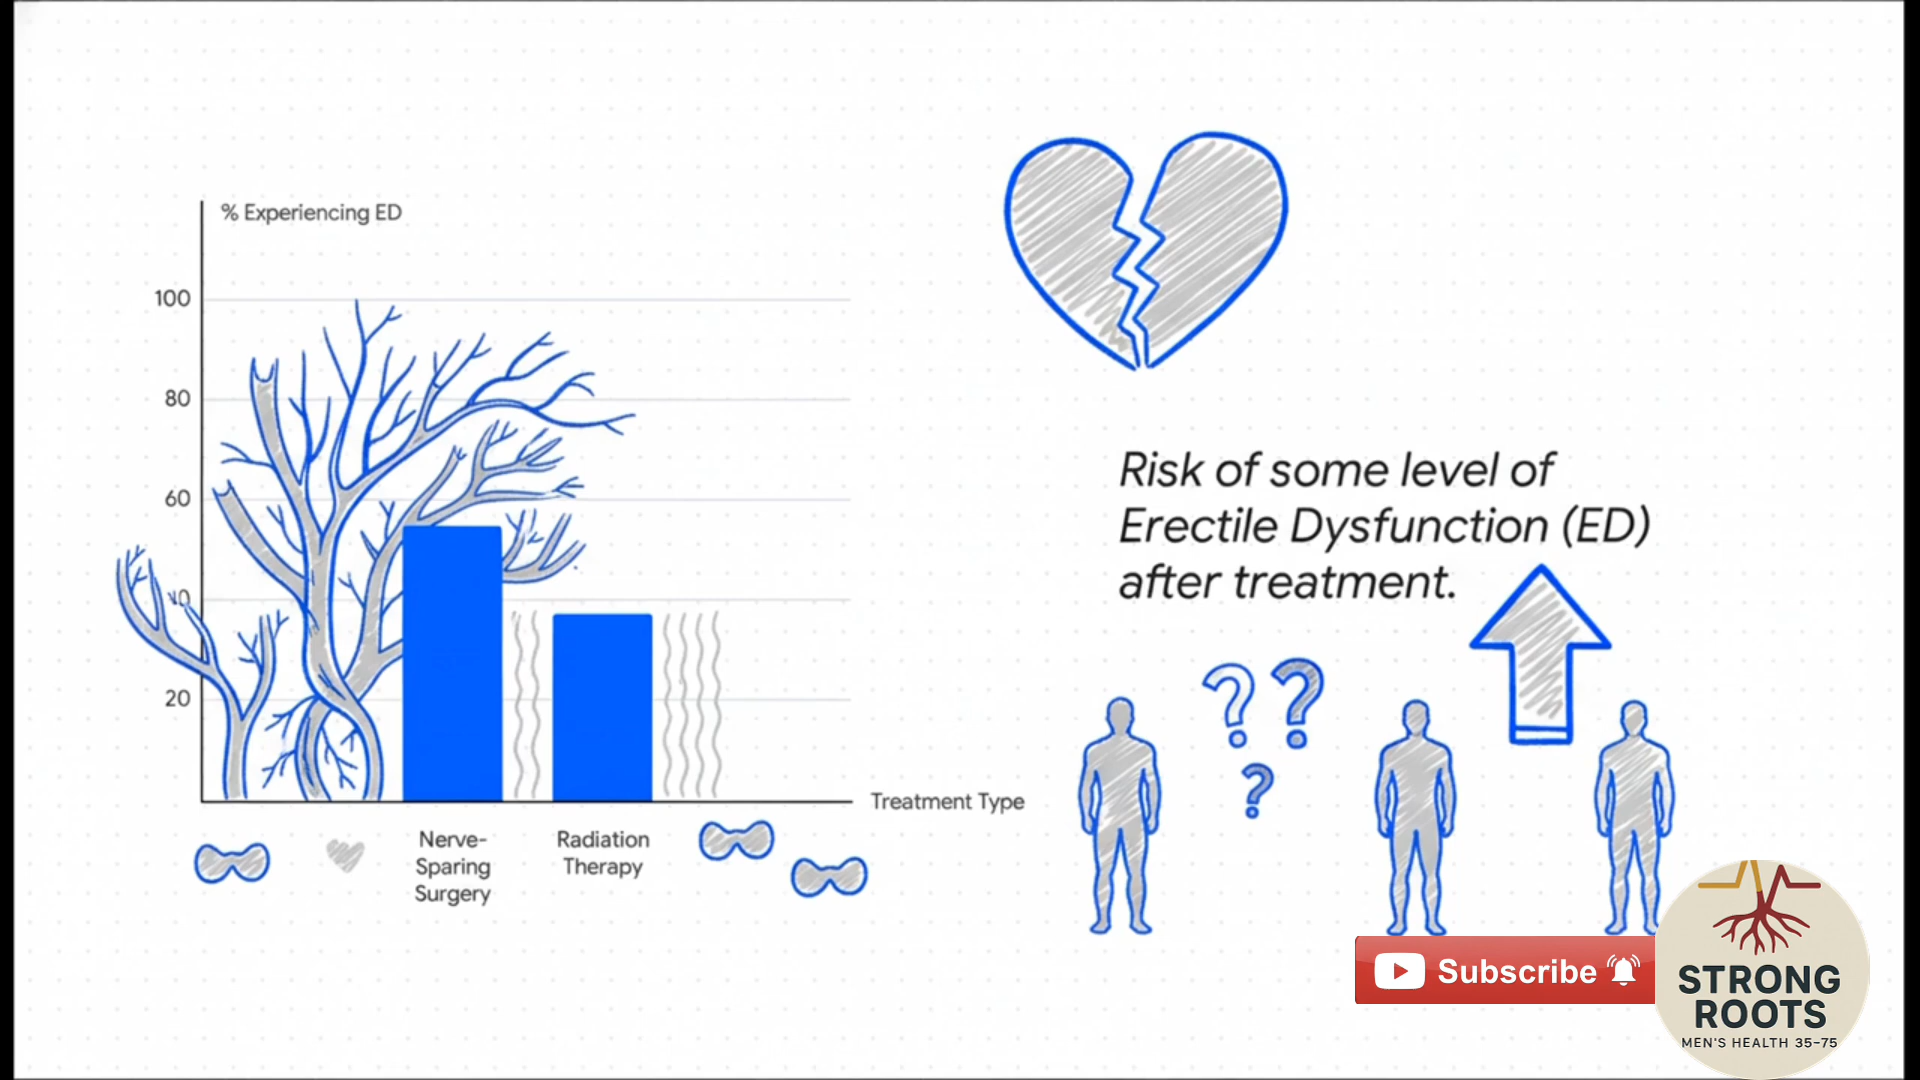 % Experiencing ED
100
80
60
20
Treatment Type
Nerve-
Sparing
Surgery
Radiation
Therapy
Risk of some level of
Erectile Dysfunction (ED)
after treatment.
? ?
?
Subscribe
STRONG
ROOTS
MEN'S HEALTH 35-75